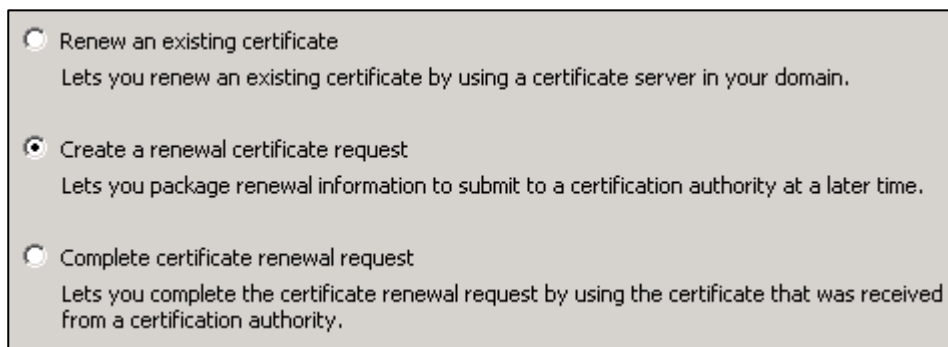 Renew an existing certificate
Lets you renew an existing certificate by using a certificate server in your domain.
Create a renewal certificate request
Lets you package renewal information to submit to a certification authority at a later time.
Complete certificate renewal request
Lets you complete the certificate renewal request by using the certificate that was received
from a certification authority.